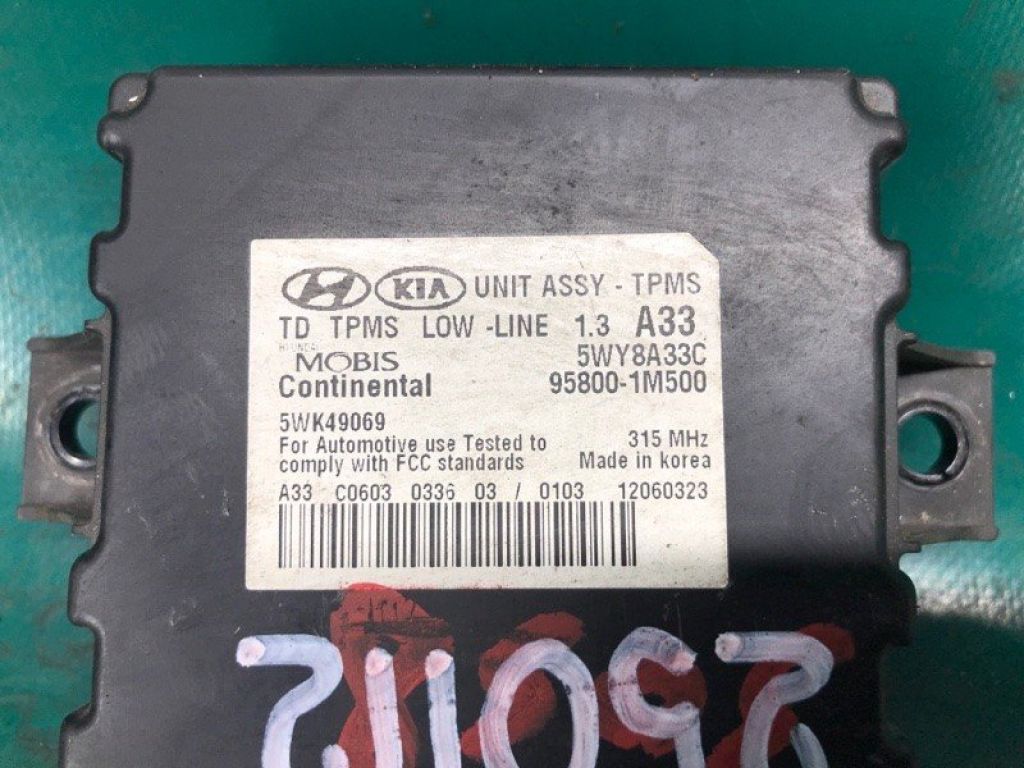 KIA UNIT ASSY - TPMS
TD TPMS LOW -LINE 1.3 A33
HYUNDAI
MOBIS 5WY8A33C
Continental 95800-1M500
5WK49069
For Automotive use Tested to 315 MHz
comply with FCC standards Made in korea
A33 C0603 0336 03 / 0103 12060323